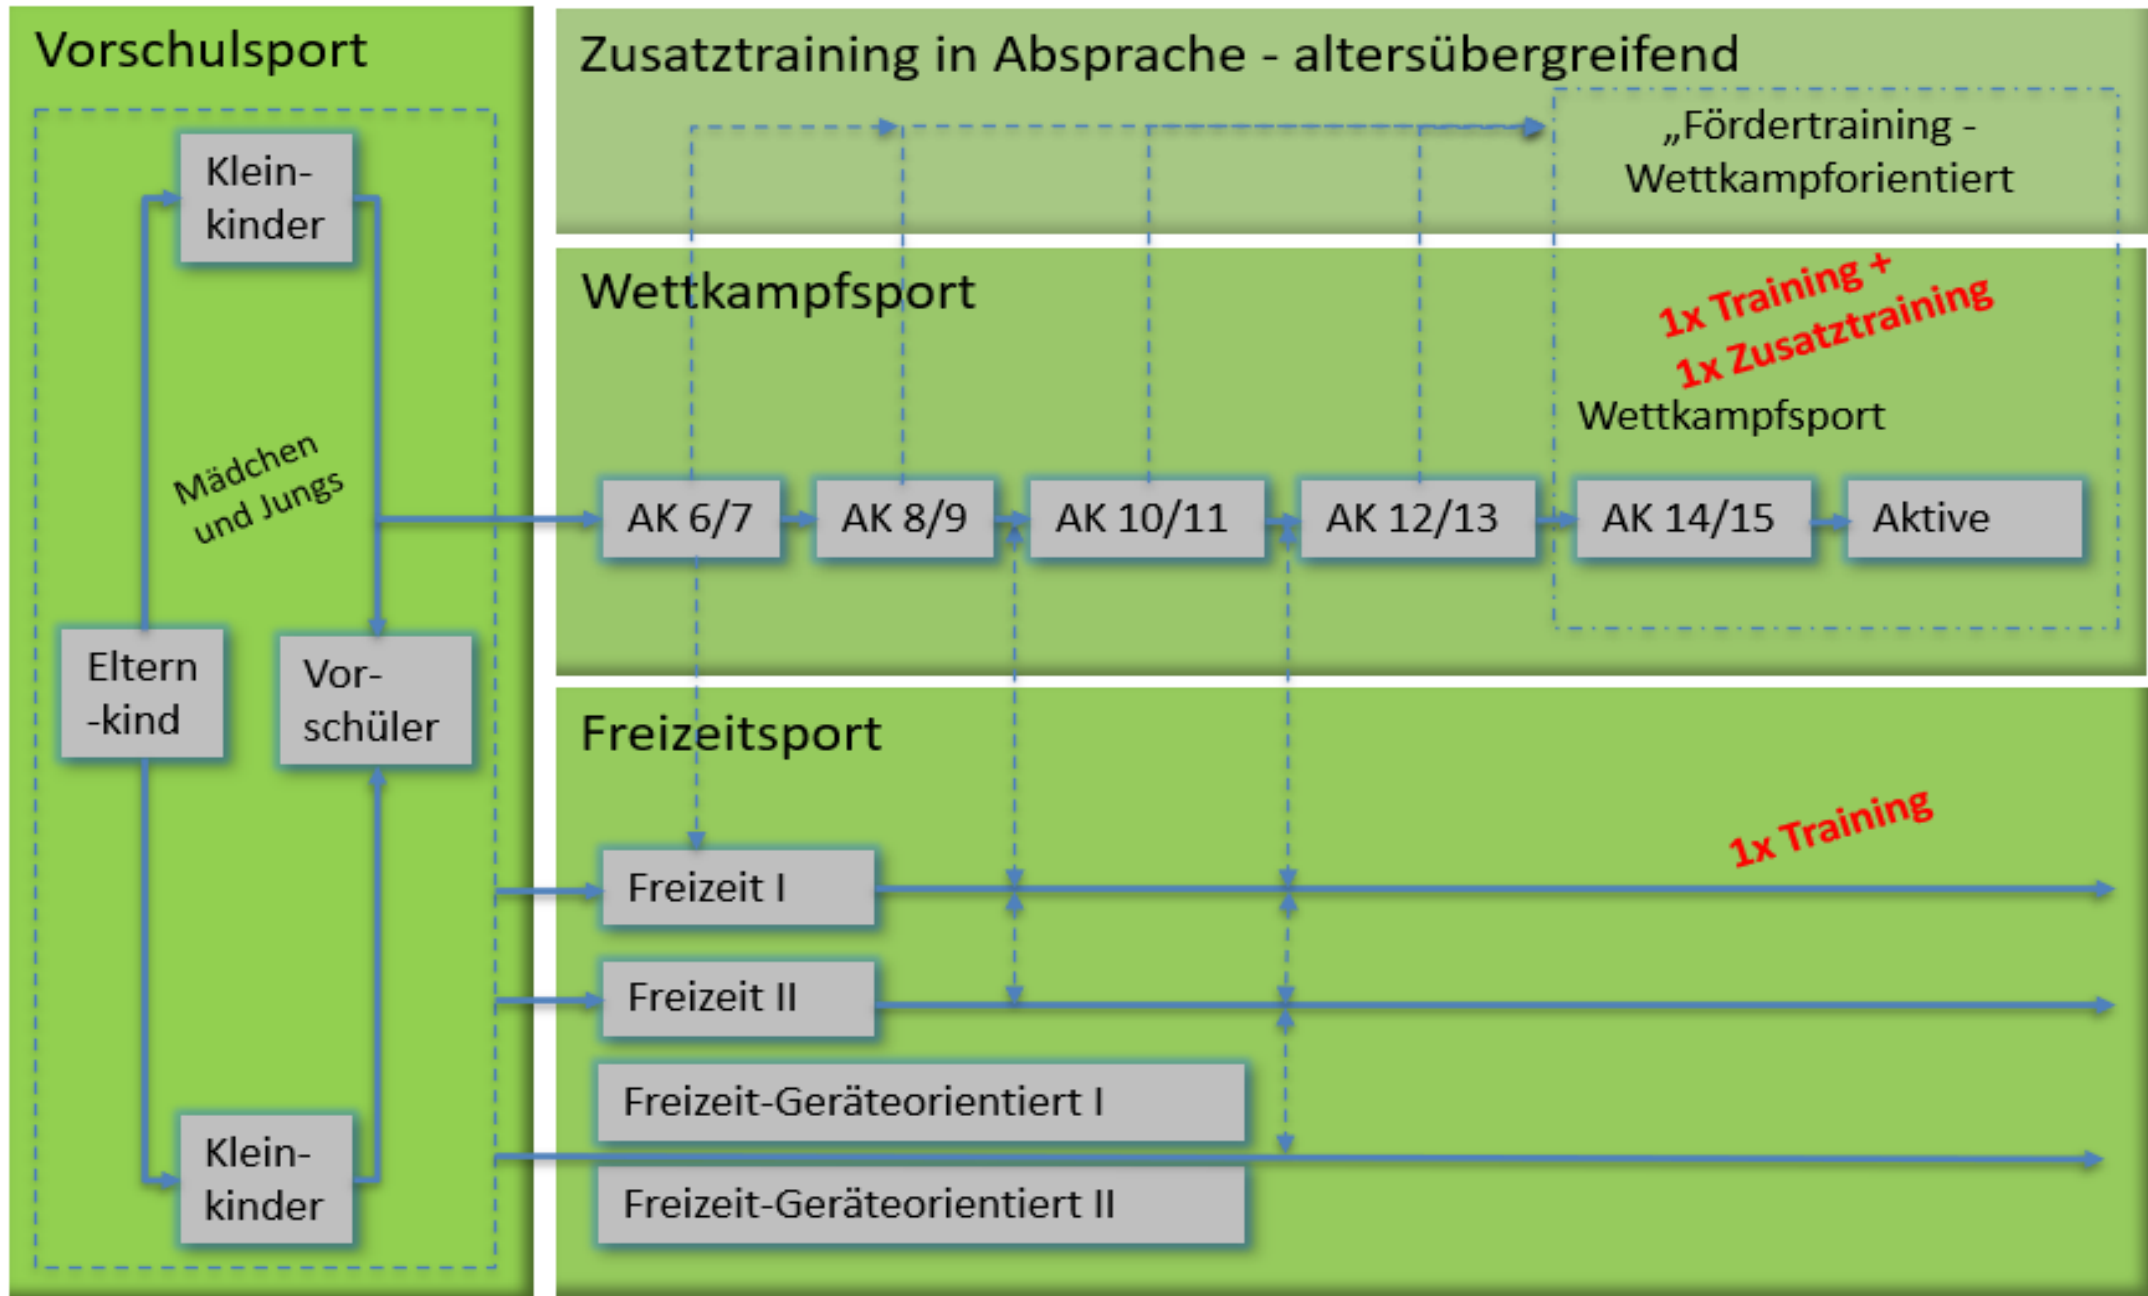 Vorschulsport
Klein-
kinder
Mädchen
und Jungs
Eltern
-kind
Vor-
schüler
Klein-
kinder
Zusatztraining in Absprache - altersübergreifend
„Fördertraining -
Wettkampforientiert
Wettkampfsport
1x Training +
1x Zusatztraining
Wettkampfsport
AK 6/7
AK 8/9
AK 10/11
AK 12/13
AK 14/15
Aktive
Freizeitsport
1x Training
Freizeit I
Freizeit II
Freizeit-Geräteorientiert I
Freizeit-Geräteorientiert II